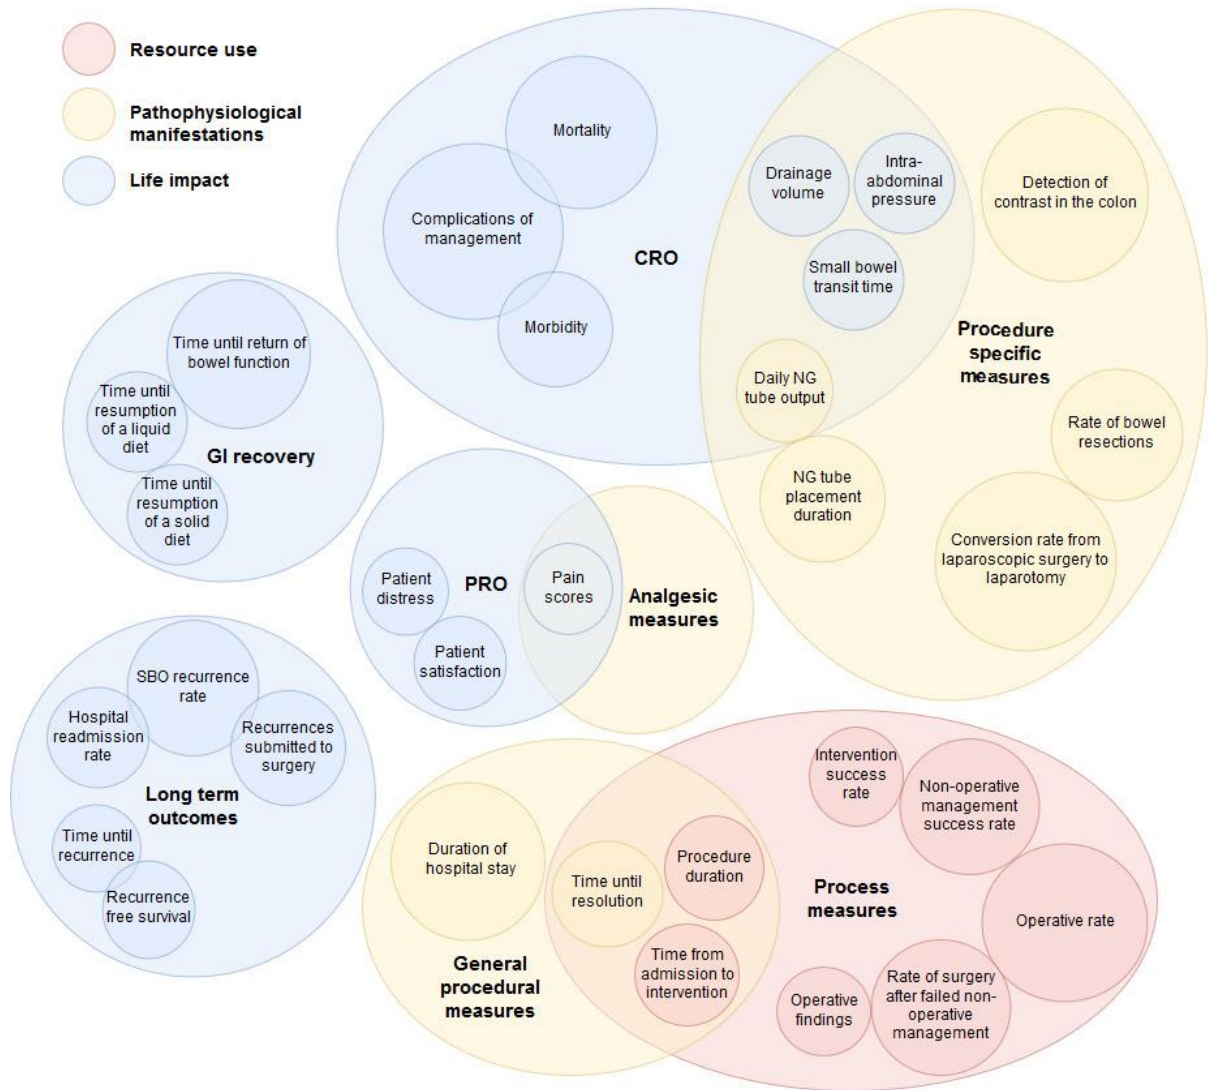 Resource use
Pathophysiological
manifestations
Life impact
Mortality
Complications of
management
Morbidity
CRO
Drainage
volume
Intra-
abdominal
pressure
Small bowel
transit time
Daily NG
tube output
Detection of
contrast in the colon
Procedure
specific
measures
NG tube
placement
duration
Rate of bowel
resections
Conversion rate from
laparoscopic surgery to
laparotomy
Time until return of
bowel function
Time until
resumption
of a liquid
diet
GI recovery
Time until
resumption
of a solid
diet
Patient
distress
PRO
Patient
satisfaction
Pain
scores
Analgesic
measures
SBO recurrence
rate
Hospital
readmission
rate
Recurrences
submitted to
surgery
Long term
outcomes
Time until
recurrence
Recurrence
free survival
Duration of
hospital stay
Time until
resolution
Procedure
duration
Time from
admission to
intervention
General
procedural
measures
Intervention
success
rate
Non-operative
management
success rate
Process
measures
Operative rate
Operative
findings
Rate of surgery
after failed non-
operative
management